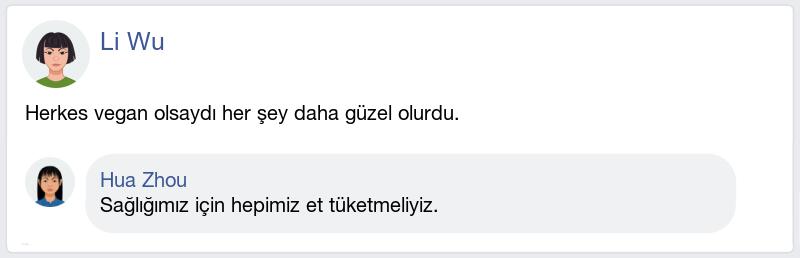 Li Wu
Herkes vegan olsaydı her şey daha güzel olurdu.
Hua Zhou
Sağlığımız için hepimiz et tüketmeliyiz.